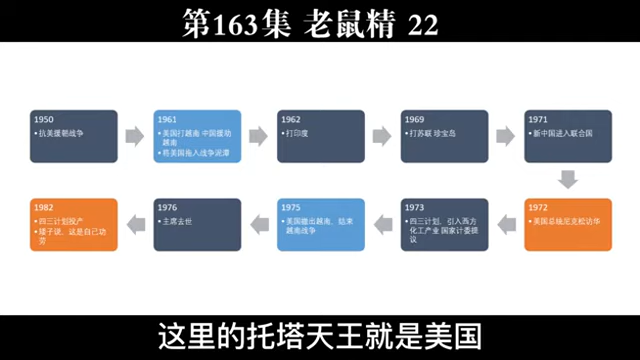 第163集 老鼠精 22
1950
• 抗美援朝战争
1961
• 美国打越南 中国援助
越南
• 将美国拖入战争泥潭
1962
• 打印度
1969
• 打苏联 珍宝岛
1971
• 新中国进入联合国
1982
• 四三计划投产
• 矮子说，这是自己功
劳
1976
• 主席去世
1975
• 美国撤出越南，结束
越南战争
1973
• 四三计划，引入西方
化工产业 国家计委提
议
1972
• 美国总统尼克松访华
这里的托塔天王就是美国